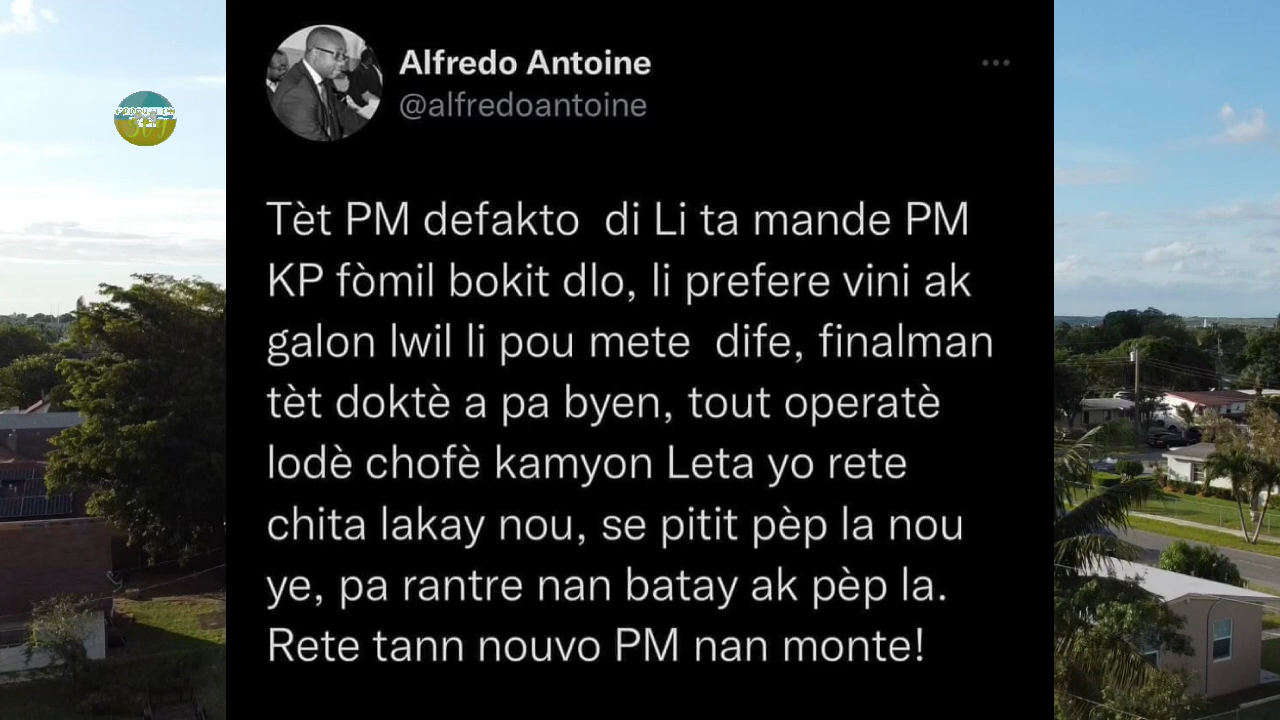 Alfredo Antoine
@alfredoantoine
Tèt PM defakto di Li ta mande PM
KP fòmil bokit dlo, li prefere vini ak
galon lwil li pou mete dife, finalman
tèt doktè a pa byen, tout operatè
lodè chofè kamyon Leta yo rete
chita lakay nou, se pitit pèp la nou
ye, pa rantre nan batay ak pèp la.
Rete tann nouvo PM nan monte!